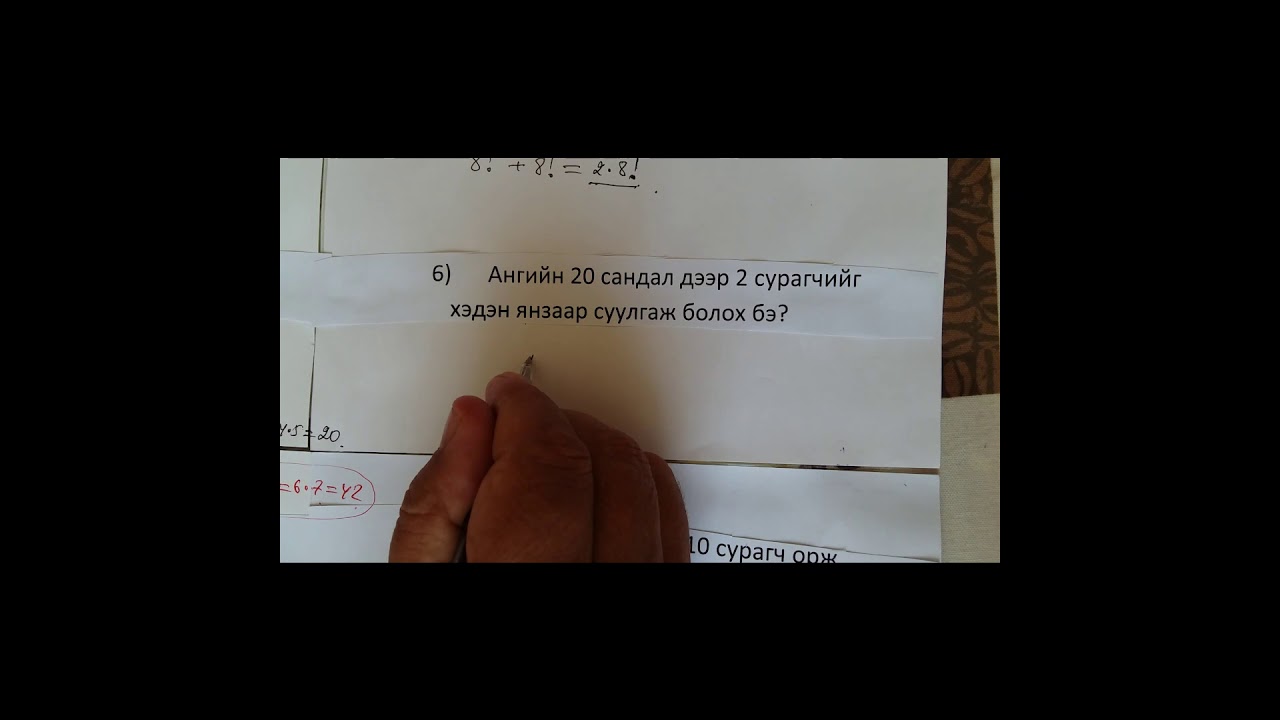 8! + 8! = 2·8!
6) Ангийн 20 сандал дээр 2 сурагчийг
хэдэн янзаар суулгаж болох бэ?
4·5=20.
=6·7=42
10 сурагч орж